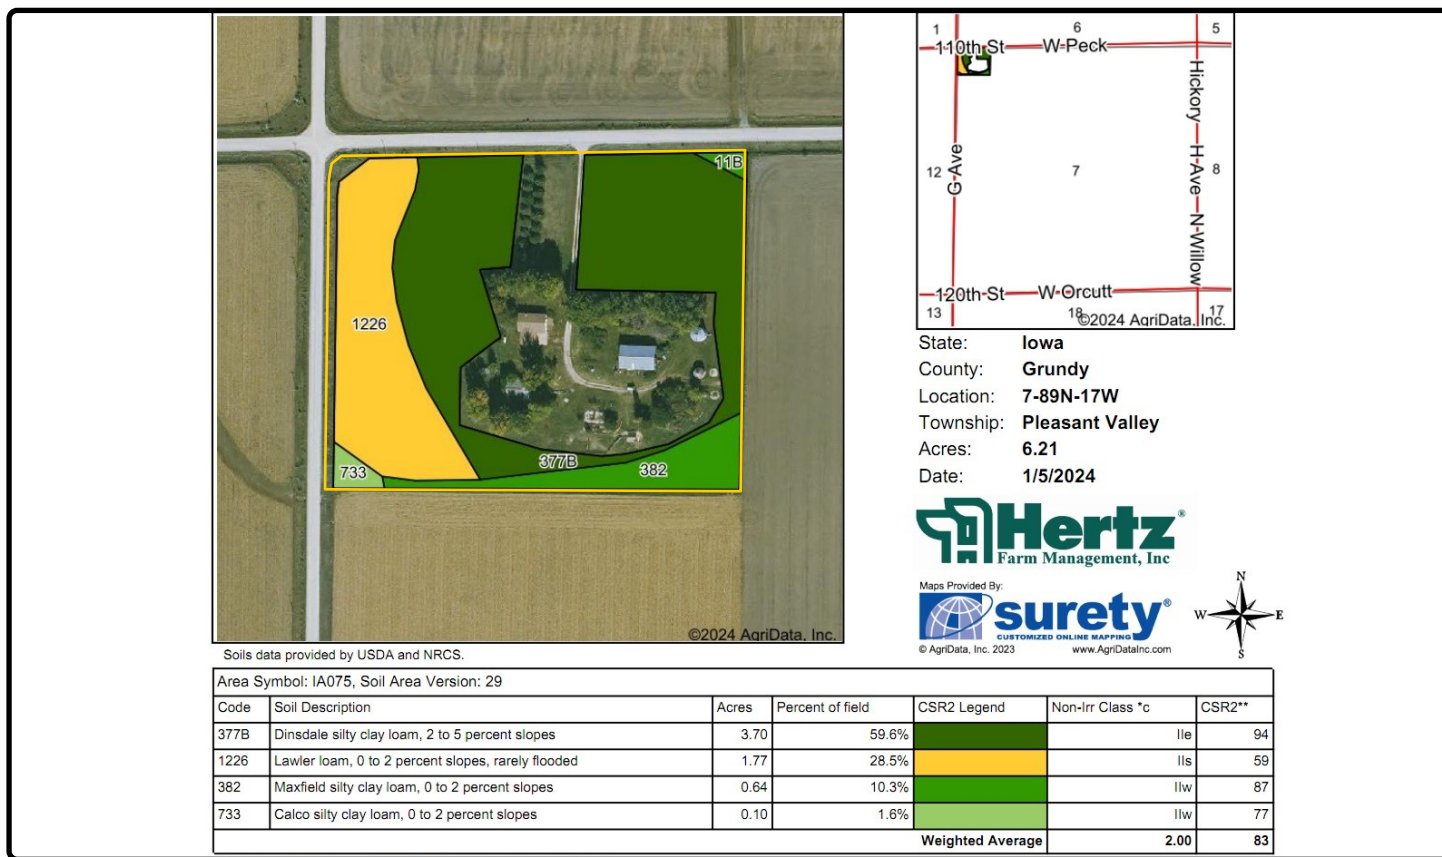 1 6 5
110th St W-Peck
Hickory H-Ave N-Willow
G-Ave
12 7 8
120th St W-Orcutt
13 18 17
©2024 AgriData, Inc.
11B
1226
733
377B
382
©2024 AgriData, Inc.
Soils data provided by USDA and NRCS.
State: Iowa
County: Grundy
Location: 7-89N-17W
Township: Pleasant Valley
Acres: 6.21
Date: 1/5/2024
Hertz®
Farm Management, Inc
Maps Provided By:
surety®
CUSTOMIZED ONLINE MAPPING
© AgriData, Inc. 2023 www.AgriDataInc.com
N
W E
S
Area Symbol: IA075, Soil Area Version: 29
Code Soil Description Acres Percent of field CSR2 Legend Non-Irr Class *c CSR2**
377B Dinsdale silty clay loam, 2 to 5 percent slopes 3.70 59.6% IIe 94
1226 Lawler loam, 0 to 2 percent slopes, rarely flooded 1.77 28.5% IIs 59
382 Maxfield silty clay loam, 0 to 2 percent slopes 0.64 10.3% IIw 87
733 Calco silty clay loam, 0 to 2 percent slopes 0.10 1.6% IIw 77
Weighted Average 2.00 83